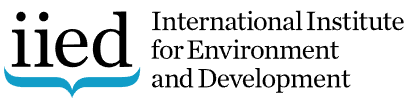 iied
International Institute
for Environment
and Development